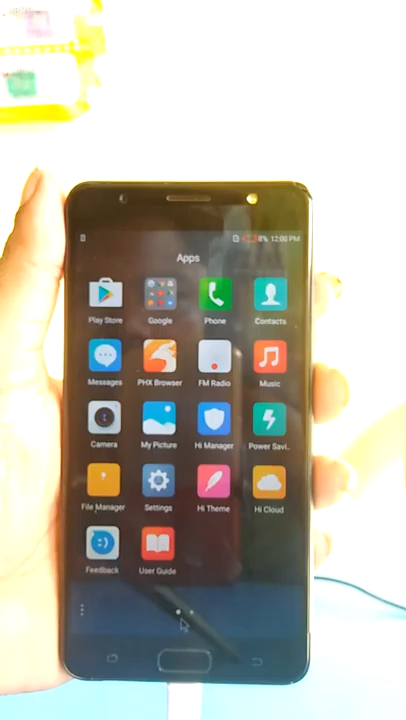 12:00 PM
Apps
Play Store
Google
Phone
Contacts
Messages
PHX Browser
FM Radio
Music
Camera
My Picture
Hi Manager
Power Savi..
File Manager
Settings
Hi Theme
Hi Cloud
Feedback
User Guide